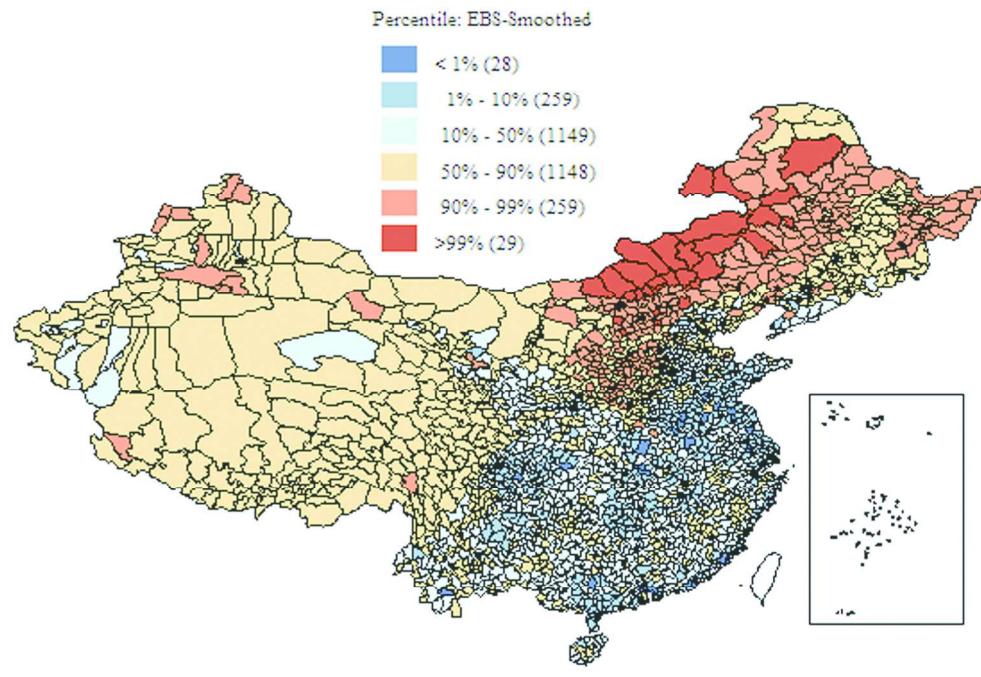 Percentile: EBS-Smoothed
< 1% (28)
1% - 10% (259)
10% - 50% (1149)
50% - 90% (1148)
90% - 99% (259)
>99% (29)